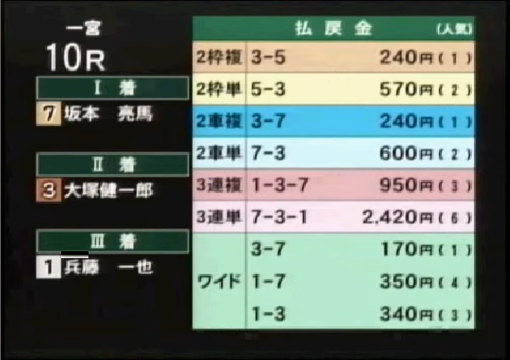 一宮
10R
I 着
7 坂本 亮馬
II 着
3 大塚健一郎
III 着
1 兵藤 一也
払戻金 (人気)
2枠複 3-5 240円(1)
2枠単 5-3 570円(2)
2車複 3-7 240円(1)
2車単 7-3 600円(2)
3連複 1-3-7 950円(3)
3連単 7-3-1 2,420円(6)
ワイド 3-7 170円(1)
1-7 350円(4)
1-3 340円(3)